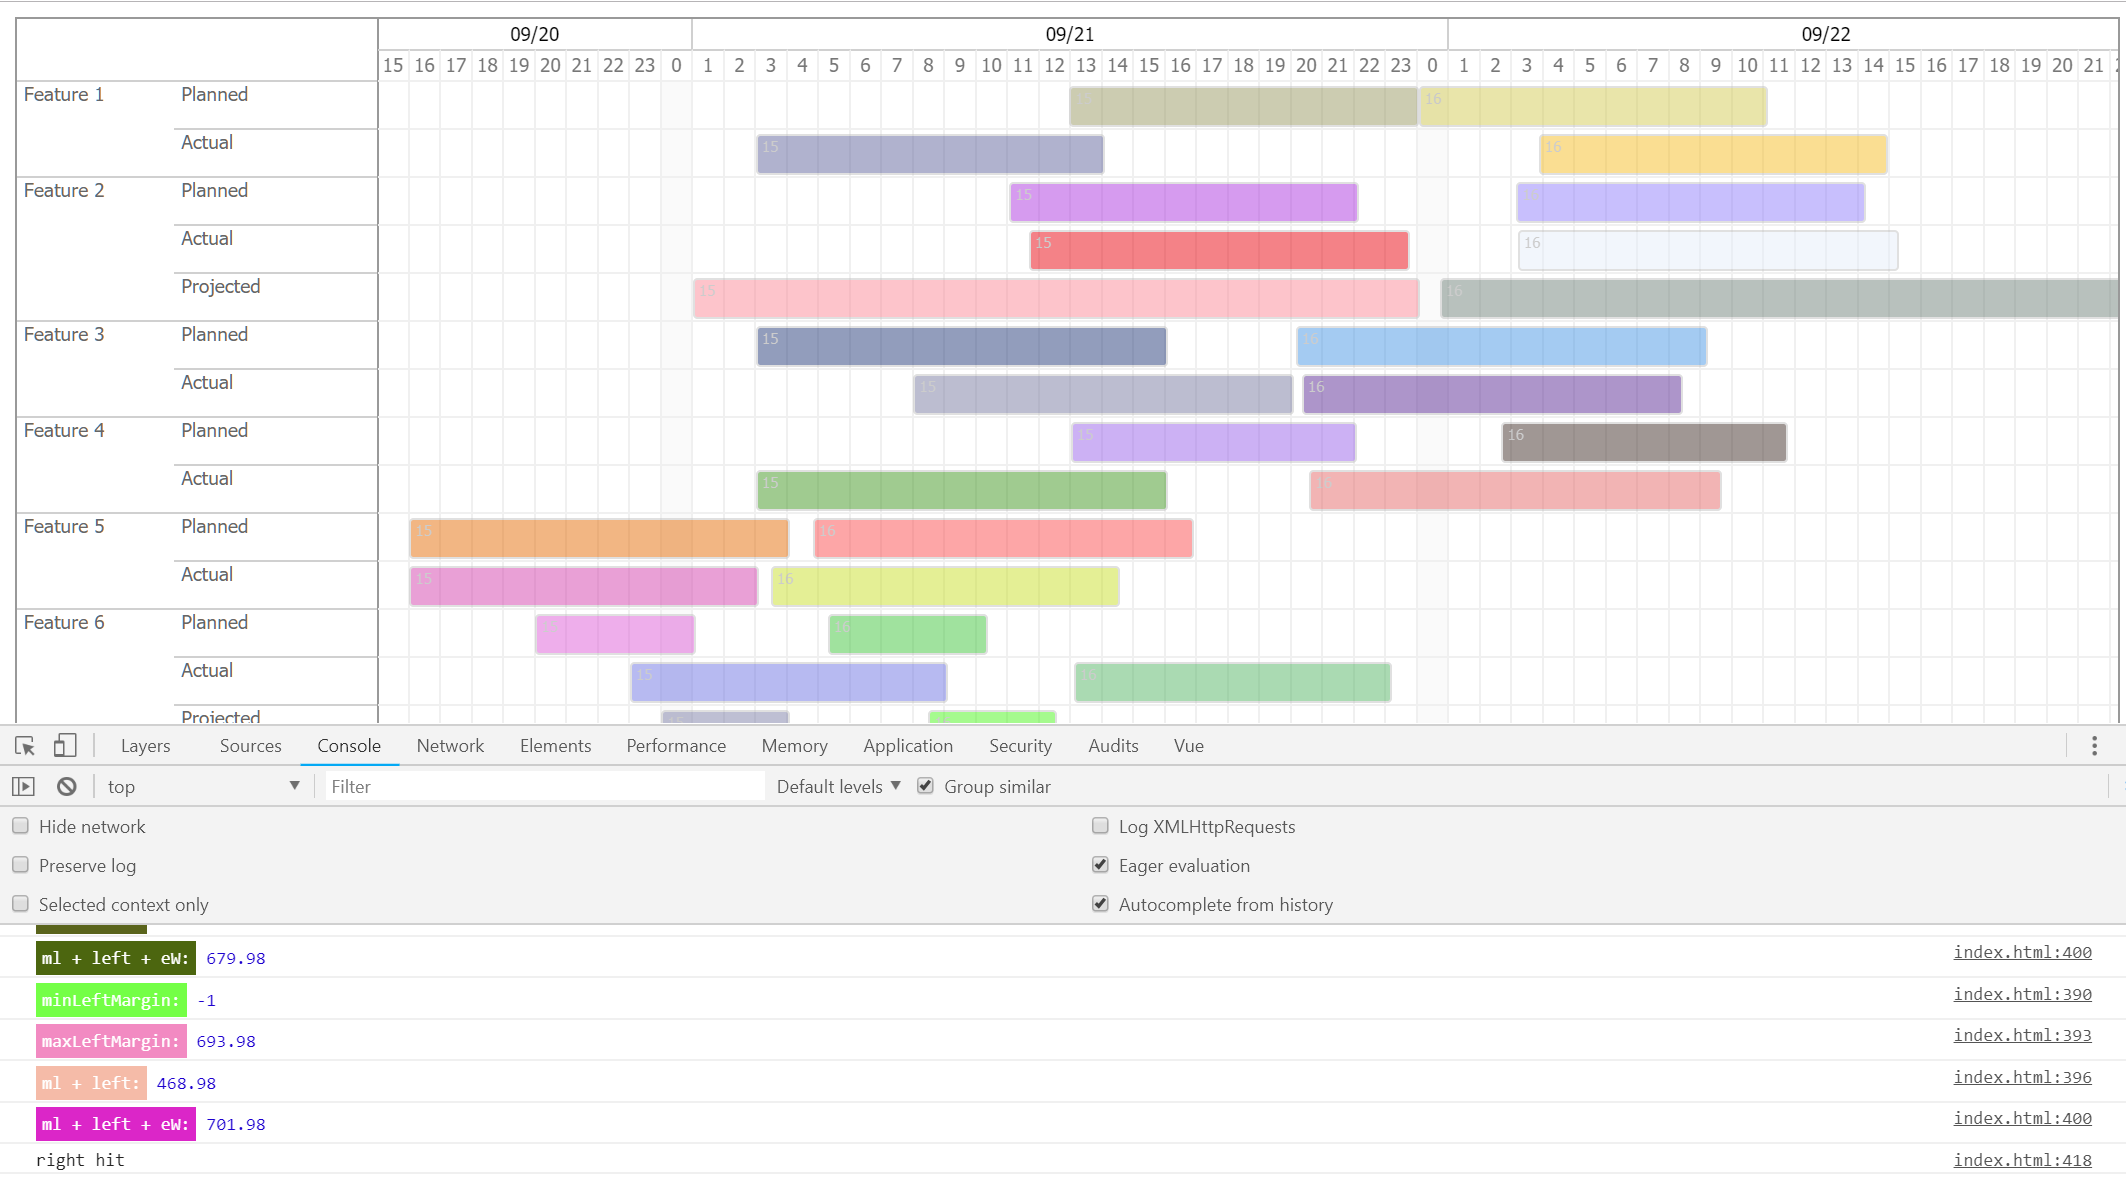 09/20 09/21 09/22
15 16 17 18 19 20 21 22 23 0 1 2 3 4 5 6 7 8 9 10 11 12 13 14 15 16 17 18 19 20 21 22 23 0 1 2 3 4 5 6 7 8 9 10 11 12 13 14 15 16 17 18 19 20 21
Feature 1 Planned 16
Actual 15 16
Feature 2 Planned 15
Actual 15 16
Projected 15 16
Feature 3 Planned 15 16
Actual 15 16
Feature 4 Planned 15 16
Actual 15 16
Feature 5 Planned 15 16
Actual 15 16
Feature 6 Planned 15 16
Actual 15 16
Projected 15
Layers Sources Console Network Elements Performance Memory Application Security Audits Vue
top ▼ Filter Default levels ▼ Group similar
Hide network Log XMLHttpRequests
Preserve log Eager evaluation
Selected context only Autocomplete from history
ml + left + eW: 679.98 index.html:400
minLeftMargin: -1 index.html:390
maxLeftMargin: 693.98 index.html:393
ml + left: 468.98 index.html:396
ml + left + eW: 701.98 index.html:400
right hit index.html:418